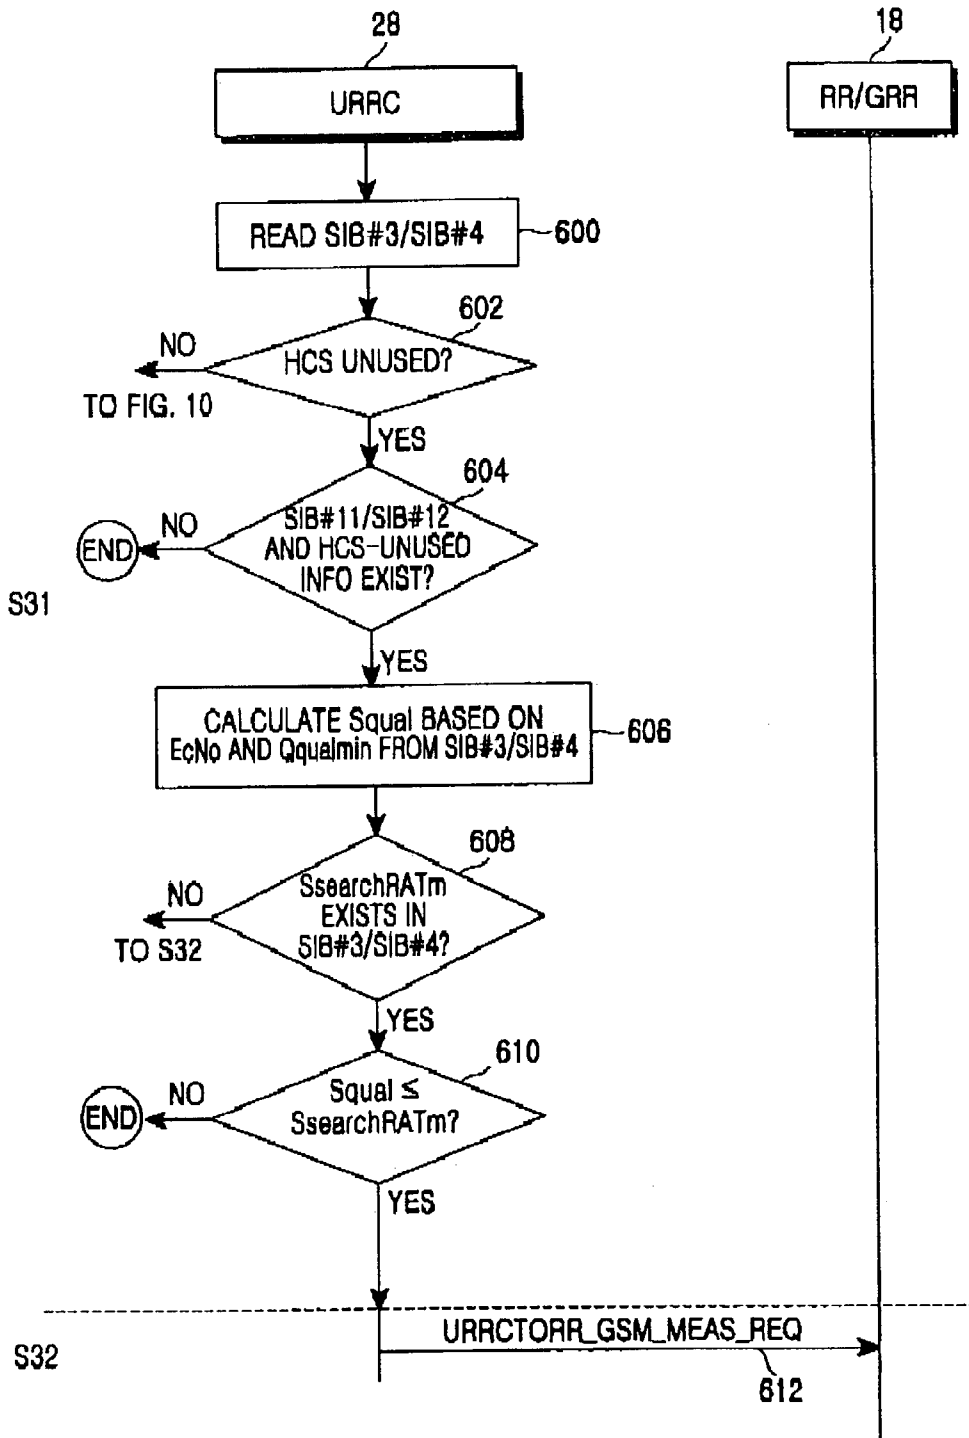 28
18
URRC
RR/GRR
READ SIB#3/SIB#4
600
602
HCS UNUSED?
NO
TO FIG. 10
YES
604
SIB#11/SIB#12
AND HCS-UNUSED
INFO EXIST?
NO
END
S31
YES
CALCULATE Squal BASED ON
EcNo AND Qqualmin FROM SIB#3/SIB#4
606
608
SsearchRATm
EXISTS IN
SIB#3/SIB#4?
NO
TO S32
YES
610
Squal ≤
SsearchRATm?
NO
END
YES
URRCTORR_GSM_MEAS_REQ
S32
612